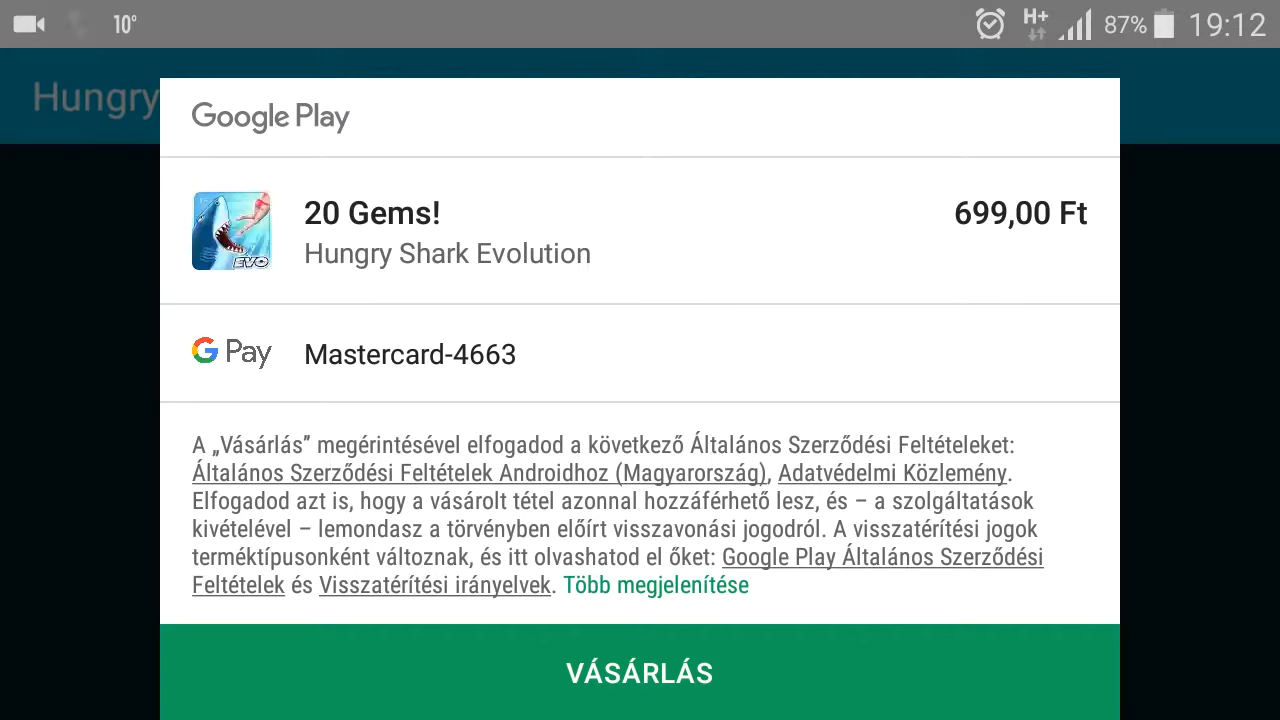 10°
H+
87%
19:12
Hungry
Google Play
20 Gems!
699,00 Ft
Hungry Shark Evolution
EVO
G Pay
Mastercard-4663
A „Vásárlás” megérintésével elfogadod a következő Általános Szerződési Feltételeket:
Általános Szerződési Feltételek Androidhoz (Magyarország), Adatvédelmi Közlemény.
Elfogadod azt is, hogy a vásárolt tétel azonnal hozzáférhető lesz, és – a szolgáltatások
kivételével – lemondasz a törvényben előírt visszavonási jogodról. A visszatérítési jogok
terméktípusonként változnak, és itt olvashatod el őket: Google Play Általános Szerződési
Feltételek és Visszatérítési irányelvek. Több megjelenítése
VÁSÁRLÁS